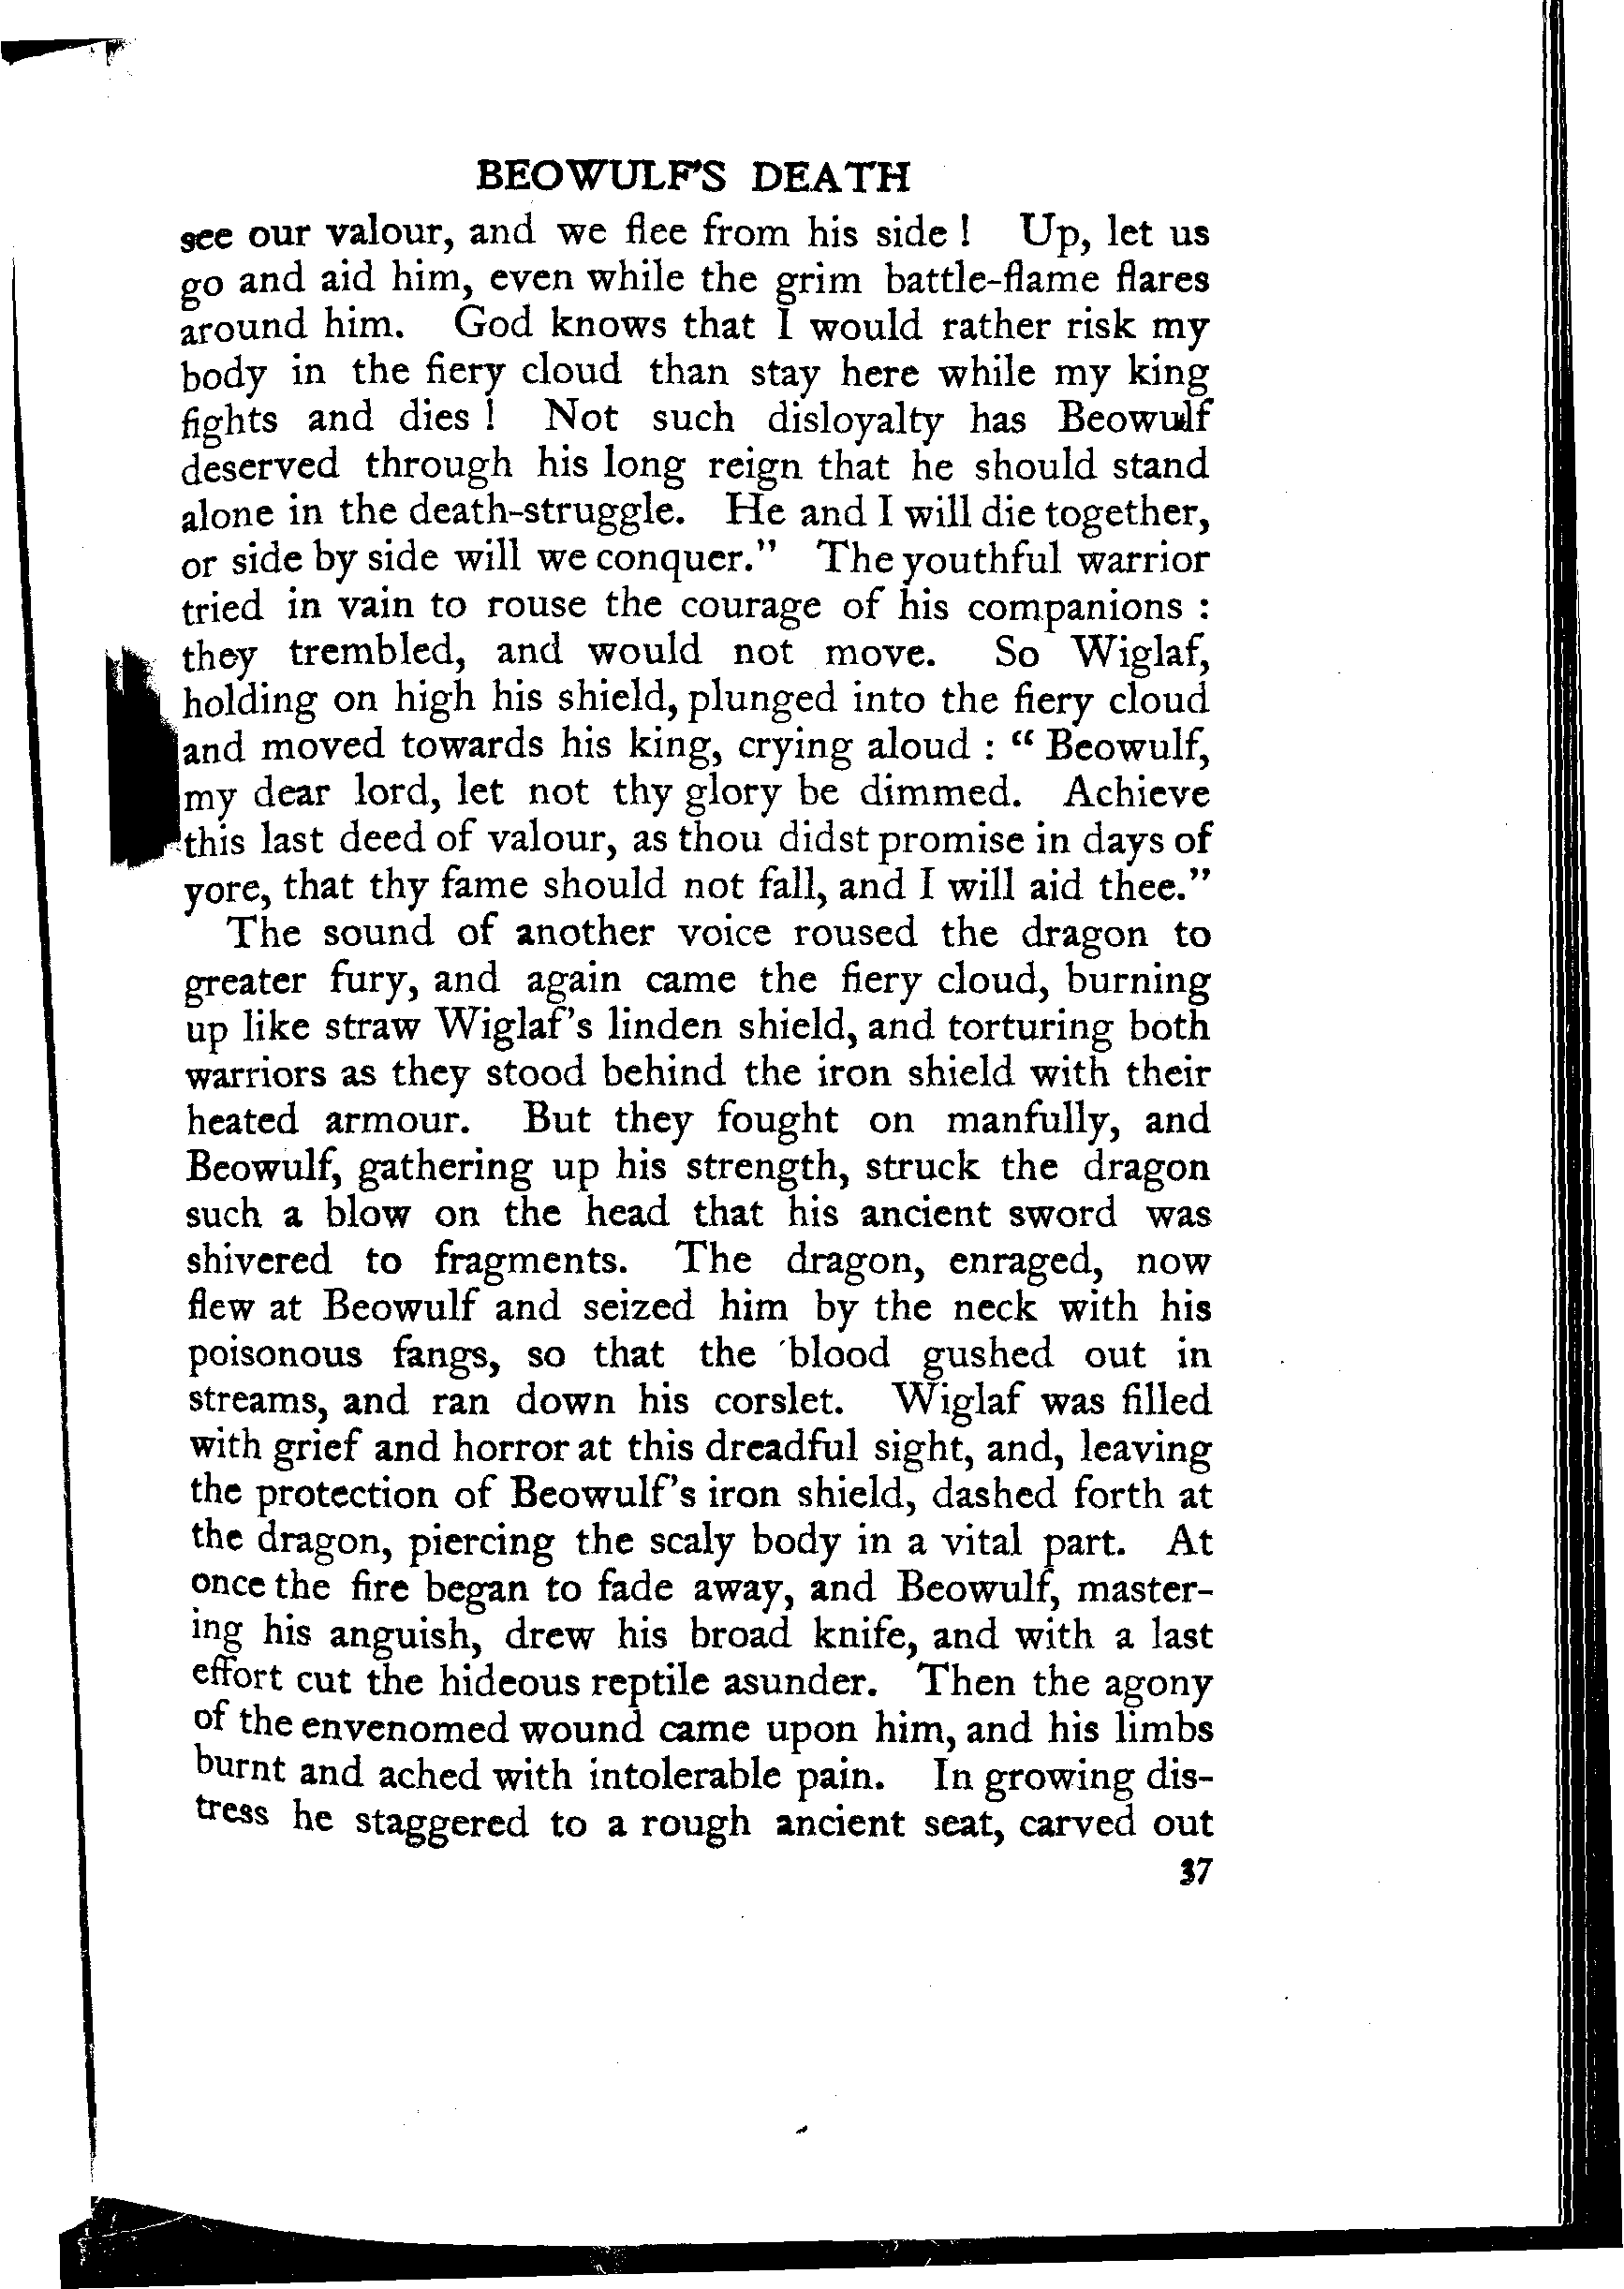 BEOWULF'S DEATH
see our valour, and we flee from his side ! Up, let us
go and aid him, even while the grim battle-flame flares
around him. God knows that I would rather risk my
body in the fiery cloud than stay here while my king
fights and dies ! Not such disloyalty has Beowulf
deserved through his long reign that he should stand
alone in the death-struggle. He and I will die together,
or side by side will we conquer." The youthful warrior
tried in vain to rouse the courage of his companions :
they trembled, and would not move. So Wiglaf,
holding on high his shield, plunged into the fiery cloud
and moved towards his king, crying aloud : " Beowulf,
my dear lord, let not thy glory be dimmed. Achieve
this last deed of valour, as thou didst promise in days of
yore, that thy fame should not fall, and I will aid thee."
The sound of another voice roused the dragon to
greater fury, and again came the fiery cloud, burning
up like straw Wiglaf's linden shield, and torturing both
warriors as they stood behind the iron shield with their
heated armour. But they fought on manfully, and
Beowulf, gathering up his strength, struck the dragon
such a blow on the head that his ancient sword was
shivered to fragments. The dragon, enraged, now
flew at Beowulf and seized him by the neck with his
poisonous fangs, so that the blood gushed out in
streams, and ran down his corslet. Wiglaf was filled
with grief and horror at this dreadful sight, and, leaving
the protection of Beowulf's iron shield, dashed forth at
the dragon, piercing the scaly body in a vital part. At
once the fire began to fade away, and Beowulf, master-
ing his anguish, drew his broad knife, and with a last
effort cut the hideous reptile asunder. Then the agony
of the envenomed wound came upon him, and his limbs
burnt and ached with intolerable pain. In growing dis-
tress he staggered to a rough ancient seat, carved out
37